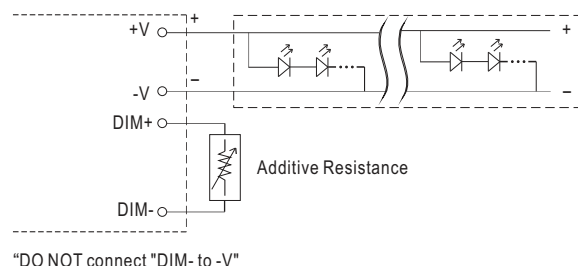 +V
+
+
-V
−
−
DIM+
Additive Resistance
DIM-
“DO NOT connect "DIM- to -V"